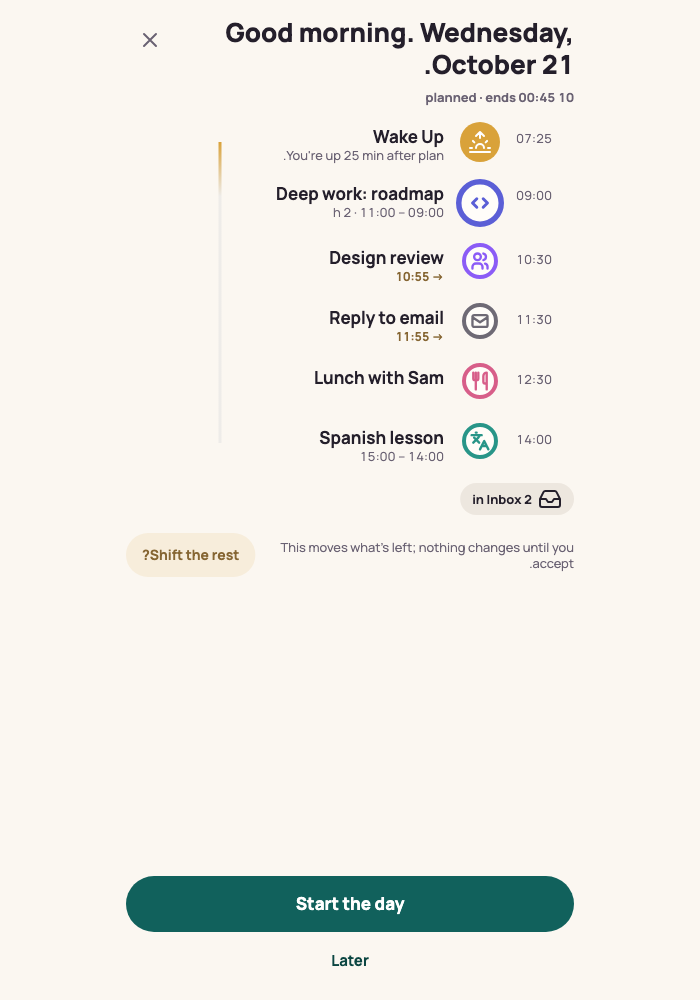 Good morning. Wednesday,
.October 21
planned · ends 00:45 10
07:25
Wake Up
.You're up 25 min after plan
09:00
Deep work: roadmap
h 2 · 11:00 – 09:00
10:30
Design review
10:55 →
11:30
Reply to email
11:55 →
12:30
Lunch with Sam
14:00
Spanish lesson
15:00 – 14:00
in Inbox 2
This moves what's left; nothing changes until you
.accept
?Shift the rest
Start the day
Later